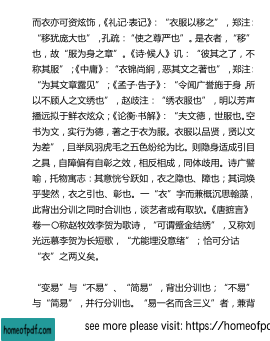 而衣亦可资炫饰，《礼记·表记》：“衣服以移之”，郑注：
“移犹庞大也”，孔疏：“使之尊严也”。是衣者，“移”
也，故“服为身之章”。《诗·候人》讥：“彼其之了，不
称其服”；《中庸》：“衣锦尚絅，恶其文之著也”，郑注：
“为其文章露见”；《孟子·告子》：“令闻广誉施于身,所
以不顾人之文绣也”，赵歧注：“绣衣服也”，明以芳声
播远拟于鲜衣炫众；《论衡·书解》：“夫文德，世服也。空
书为文，实行为德，著之于衣为服。衣服以品贤，贤以文
为差”，且举凤羽虎毛之五色纷纶为比。则隐身适成引目
之具，自障偏有自彰之效，相反相成，同体歧用。诗广譬
喻，托物寓志：其意恍兮跃如，衣之隐也、障也；其词焕
乎斐然，衣之引也、彰也。一“衣”字而兼概沉思翰藻，
此背出分训之同时合训也，谈艺者或有取欤。《唐摭言》
卷一〇称赵牧效李贺为歌诗，“可谓蹙金结绣”，又称刘
光远慕李贺为长短歌，“尤能埋没意绪”；恰可分诂
“衣”之两义矣。
“变易”与“不易”、“简易”，背出分训也；“不易”
与“简易”，并行分训也。“易一名而含三义”者，兼背
homeofpdf.com
see more please visit: https://homeofpd